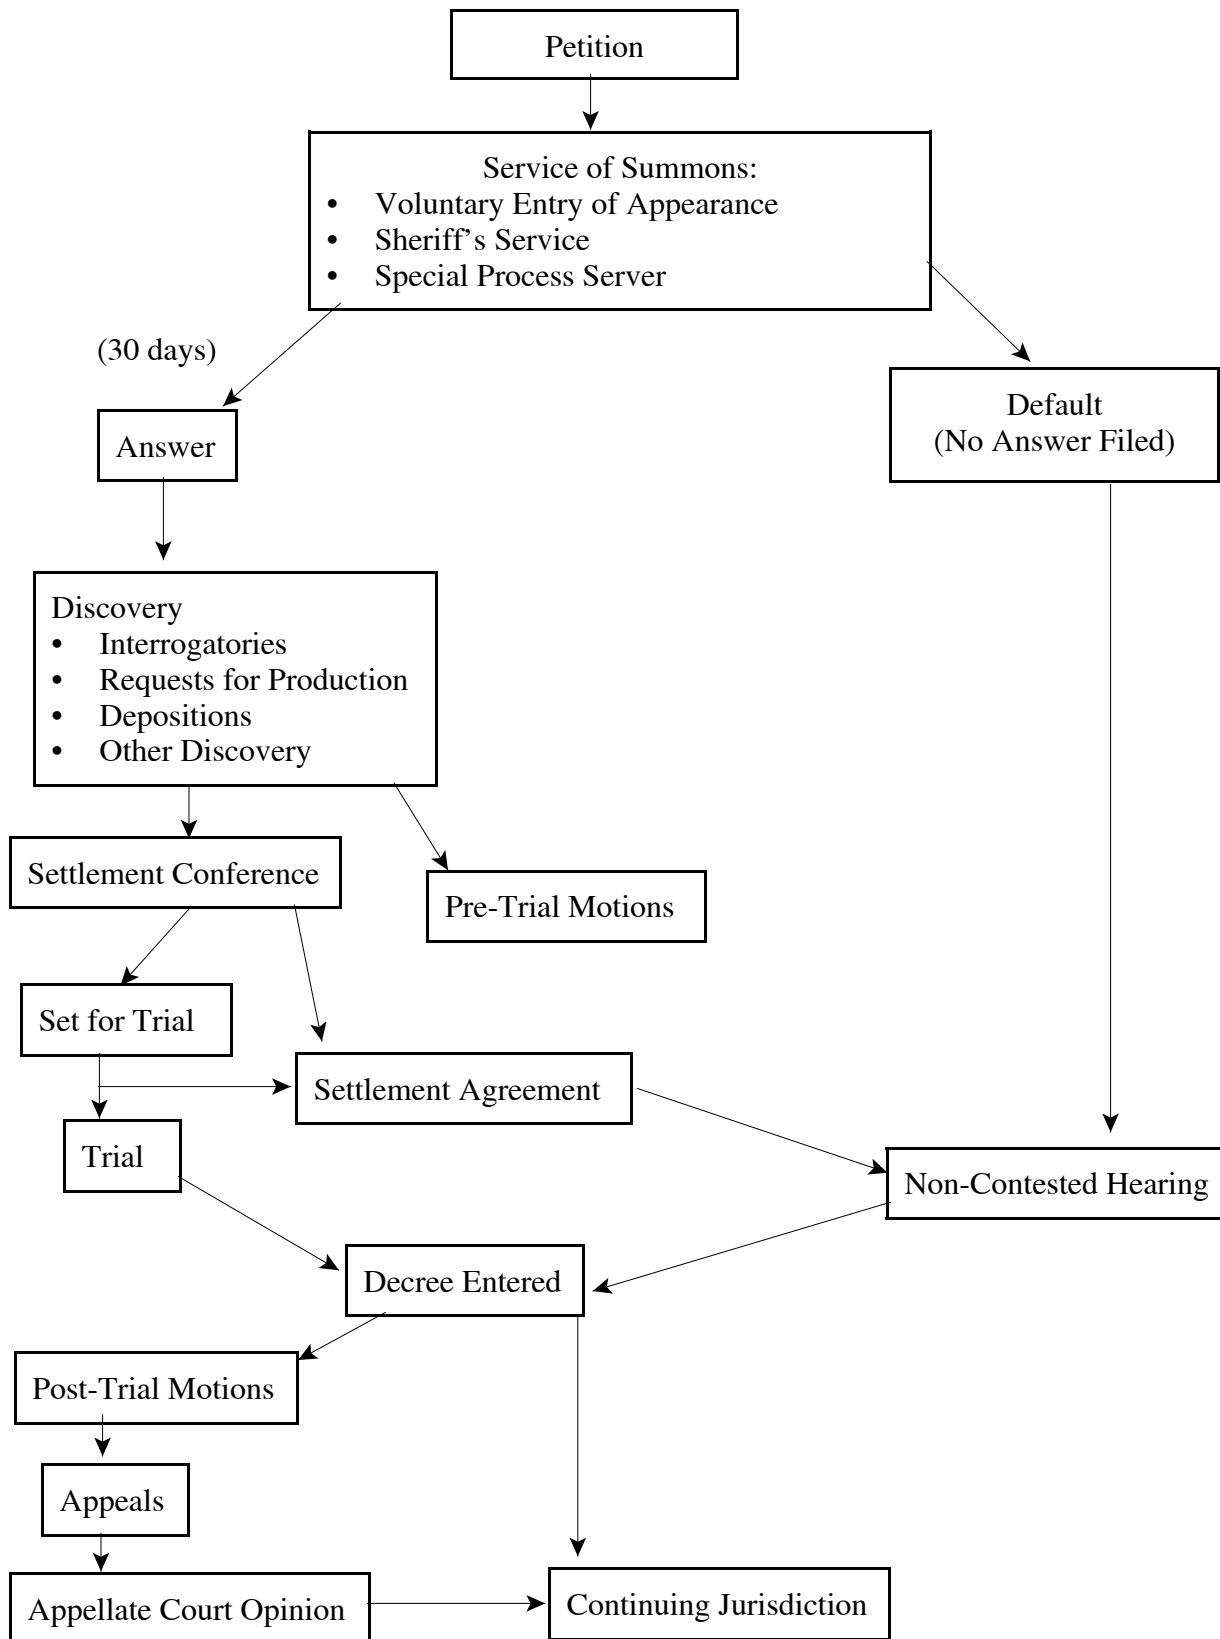 Petition
Service of Summons:
• Voluntary Entry of Appearance
• Sheriff’s Service
• Special Process Server
(30 days)
Default
(No Answer Filed)
Answer
Discovery
• Interrogatories
• Requests for Production
• Depositions
• Other Discovery
Settlement Conference
Pre-Trial Motions
Set for Trial
Settlement Agreement
Trial
Non-Contested Hearing
Decree Entered
Post-Trial Motions
Appeals
Appellate Court Opinion
Continuing Jurisdiction